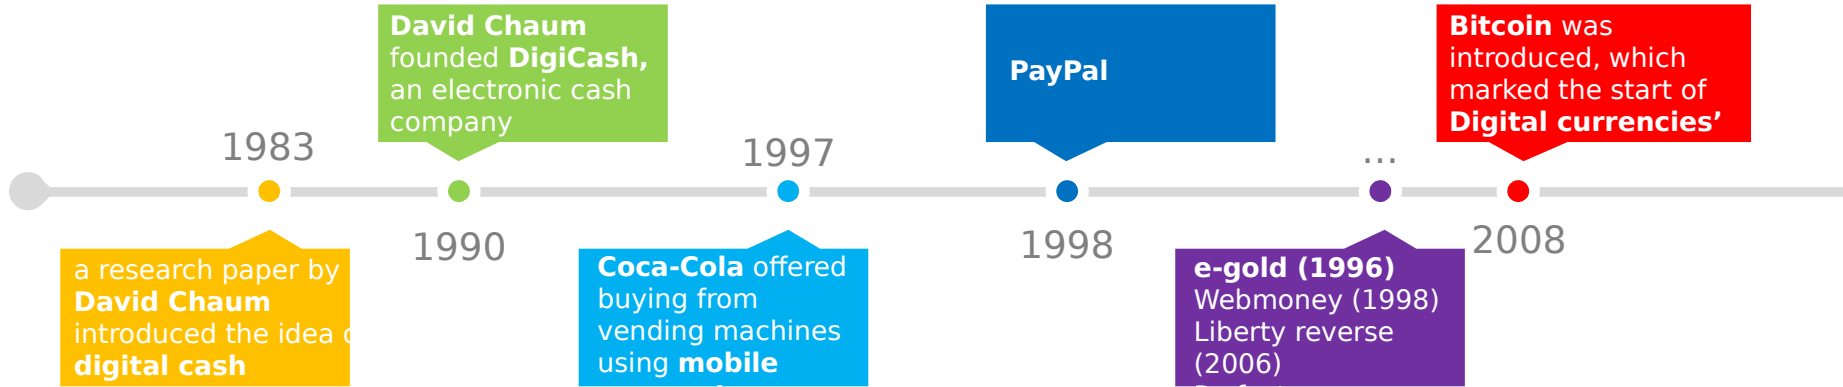 David Chaum
founded DigiCash,
an electronic cash
company
PayPal
Bitcoin was
introduced, which
marked the start of
Digital currencies’
1983
1997
...
1990
1998
2008
a research paper by
David Chaum
introduced the idea
digital cash
Coca-Cola offered
buying from
vending machines
using mobile
e-gold (1996)
Webmoney (1998)
Liberty reverse
(2006)